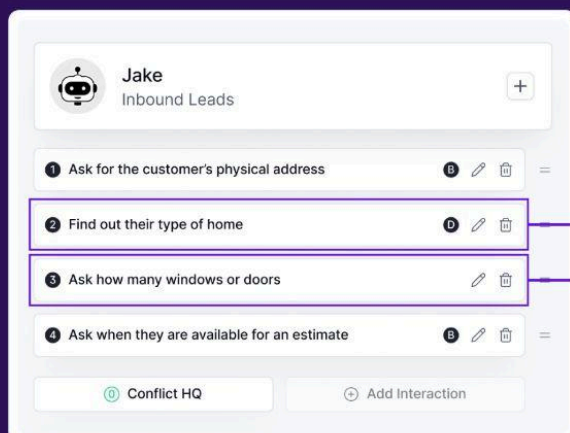 Jake
Inbound Leads
1 Ask for the customer's physical address B
2 Find out their type of home D
3 Ask how many windows or doors
4 Ask when they are available for an estimate B
0 Conflict HQ
Add Interaction